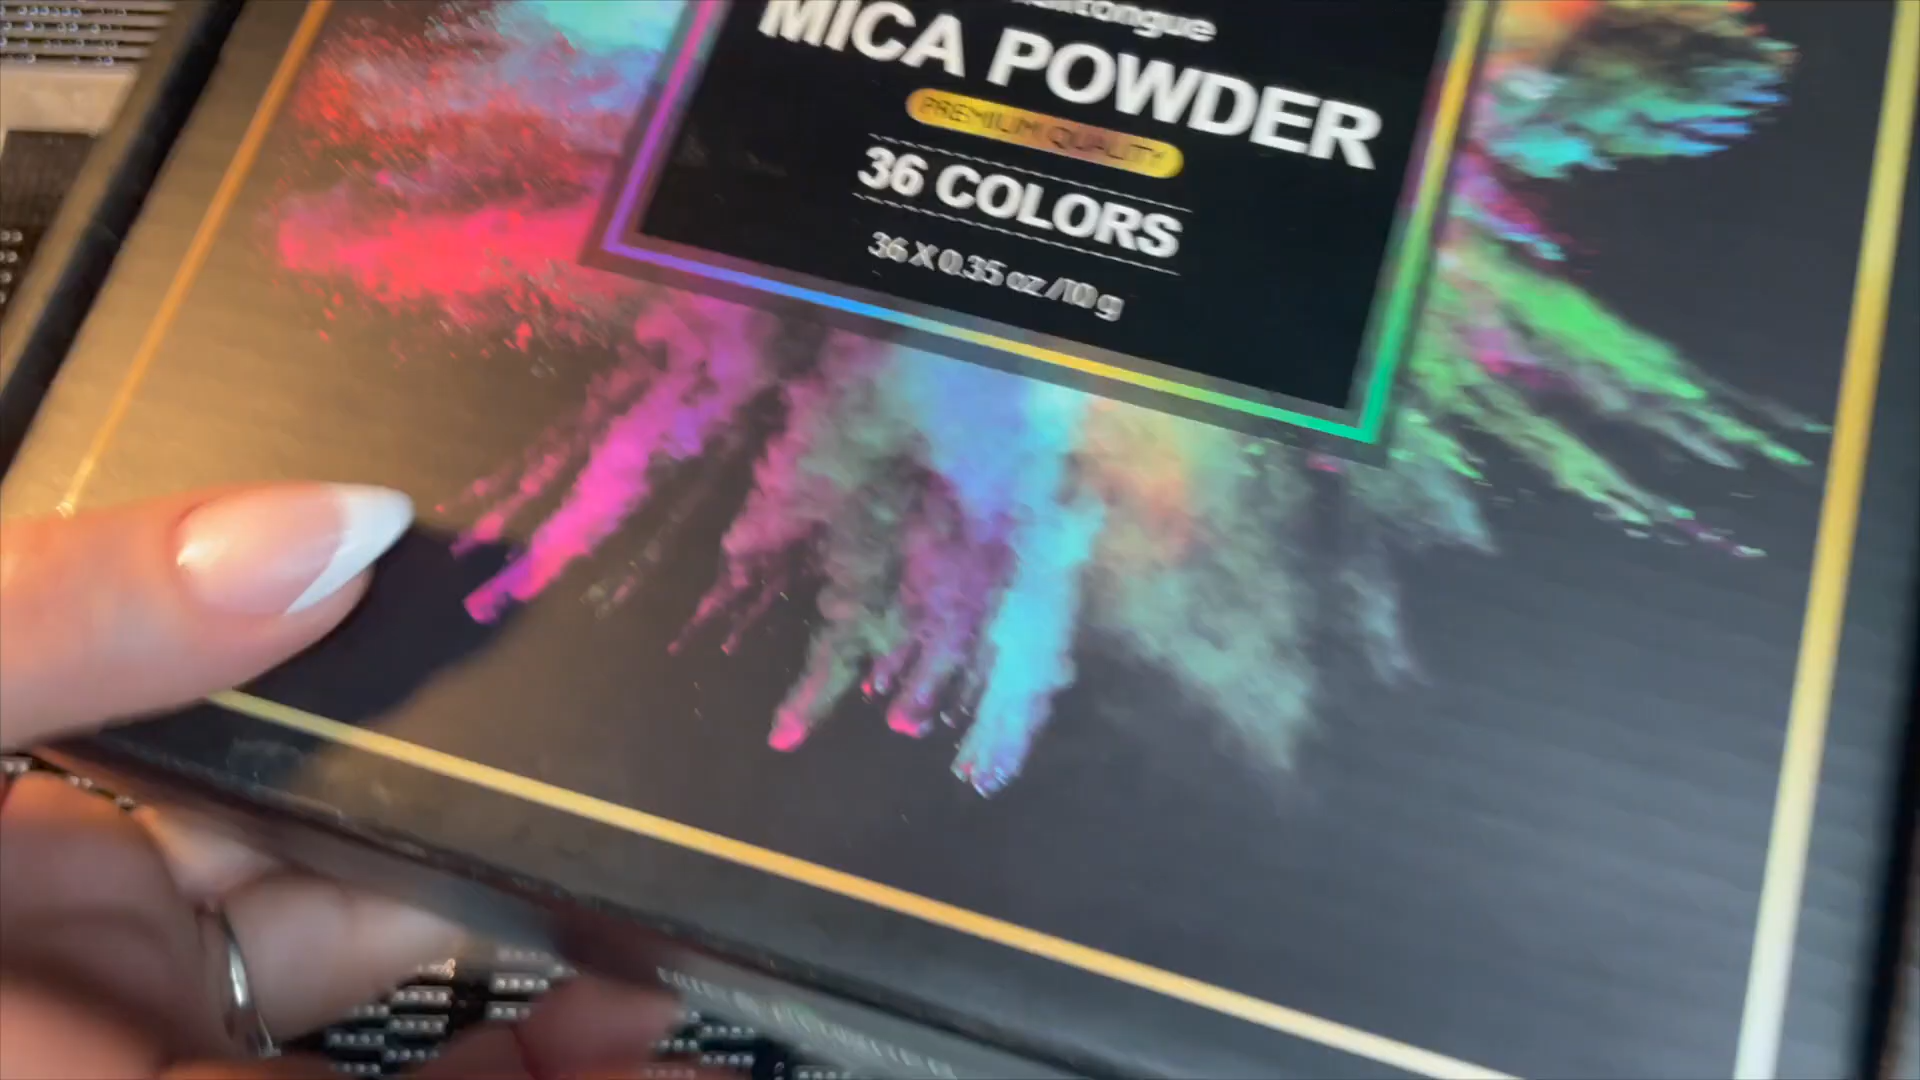 MICA POWDER
PREMIUM QUALITY
36 COLORS
36 X 0.35 oz / 10 g